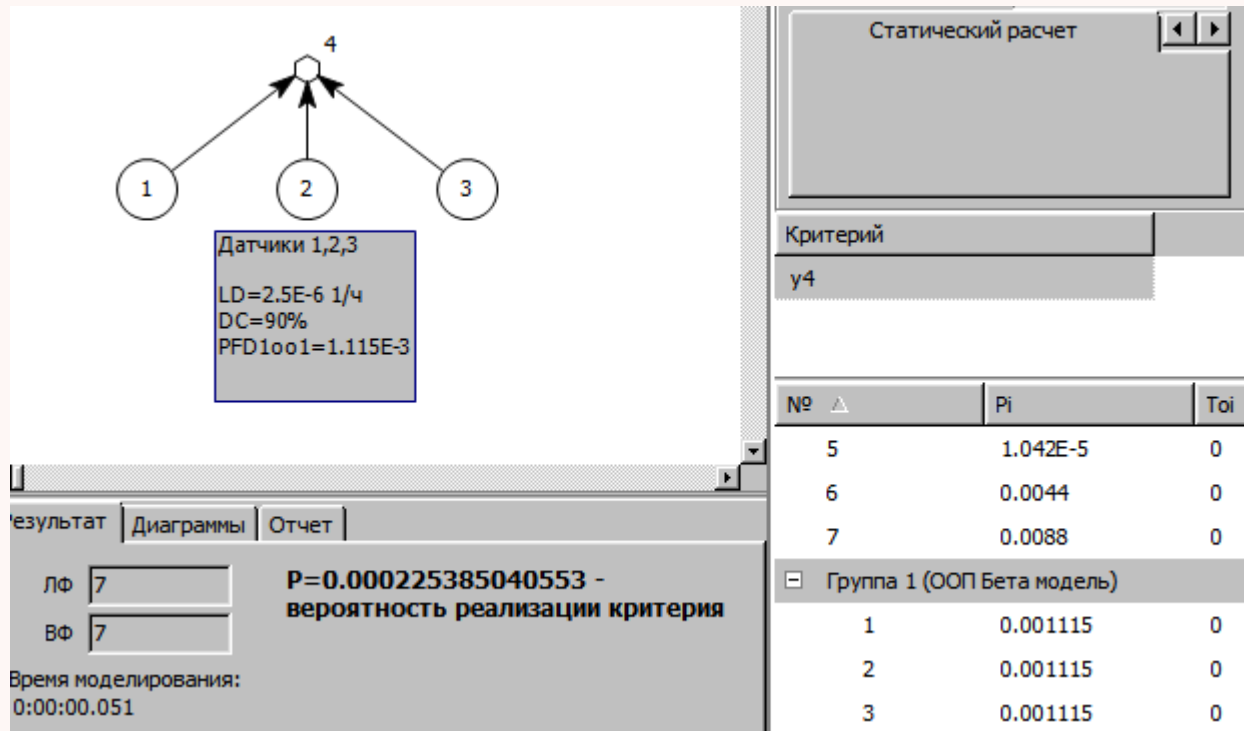 4
1
2
3
Датчики 1,2,3
LD=2.5E-6 1/ч
DC=90%
PFD1oo1=1.115E-3
Статический расчет
Критерий
y4
№ Pi Toi
5 1.042E-5 0
6 0.0044 0
7 0.0088 0
Группа 1 (ООП Бета модель)
1 0.001115 0
2 0.001115 0
3 0.001115 0
Результат Диаграммы Отчет
ЛФ 7
ВФ 7
P=0.000225385040553 -
вероятность реализации критерия
Время моделирования:
0:00:00.051